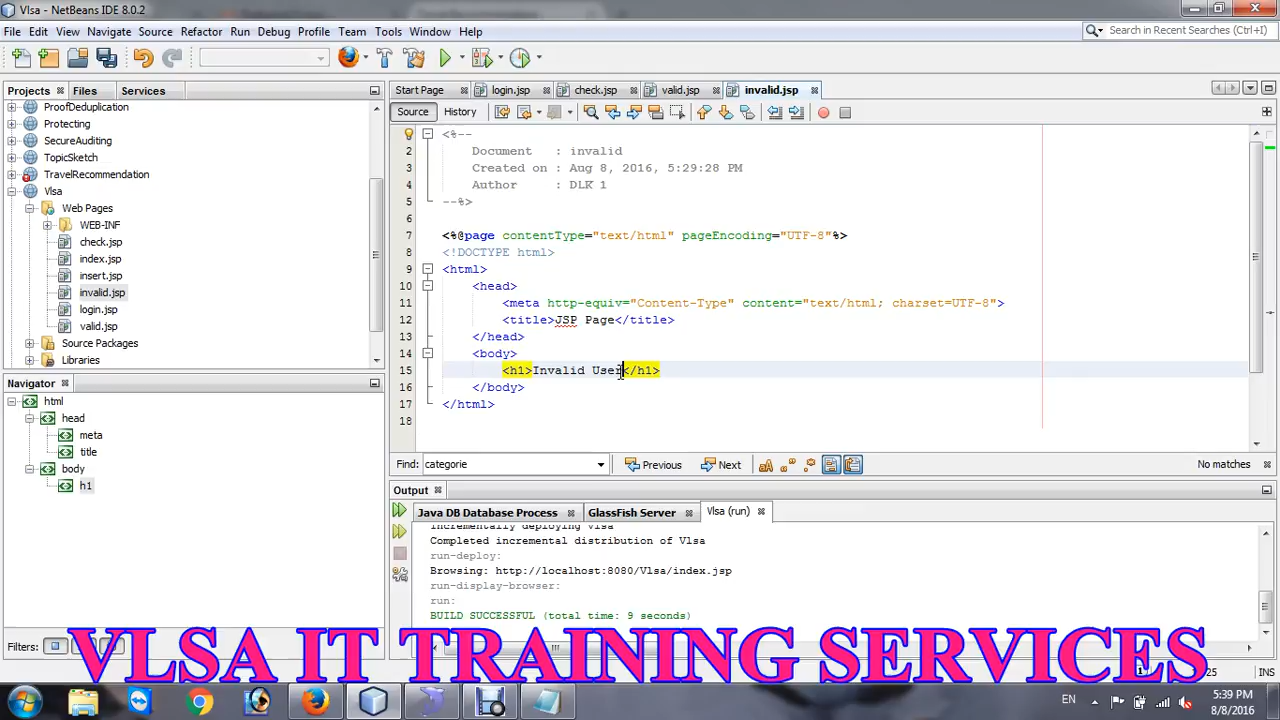 Vlsa - NetBeans IDE 8.0.2
File Edit View Navigate Source Refactor Run Debug Profile Team Tools Window Help
Search in Recent Searches (Ctrl+I)
Projects Files Services
ProofDeduplication
Protecting
SecureAuditing
TopicSketch
TravelRecommendation
Vlsa
Web Pages
WEB-INF
check.jsp
index.jsp
insert.jsp
invalid.jsp
login.jsp
valid.jsp
Source Packages
Libraries
Navigator
html
head
meta
title
body
h1
Filters:
Start Page login.jsp check.jsp valid.jsp invalid.jsp
Source History
<%--
2 Document : invalid
3 Created on : Aug 8, 2016, 5:29:28 PM
4 Author : DLK 1
5 --%>
6
7 <%@page contentType="text/html" pageEncoding="UTF-8"%>
8 <!DOCTYPE html>
9 <html>
10 <head>
11 <meta http-equiv="Content-Type" content="text/html; charset=UTF-8">
12 <title>JSP Page</title>
13 </head>
14 <body>
15 <h1>Invalid User</h1>
16 </body>
17 </html>
18
Find: categorie Previous Next No matches
Output
Java DB Database Process GlassFish Server Vlsa (run)
Incrementally deploying Vlsa
Completed incremental distribution of Vlsa
run-deploy:
Browsing: http://localhost:8080/Vlsa/index.jsp
run-display-browser:
run:
BUILD SUCCESSFUL (total time: 9 seconds)
VLSA IT TRAINING SERVICES
25 INS
EN 5:39 PM
8/8/2016